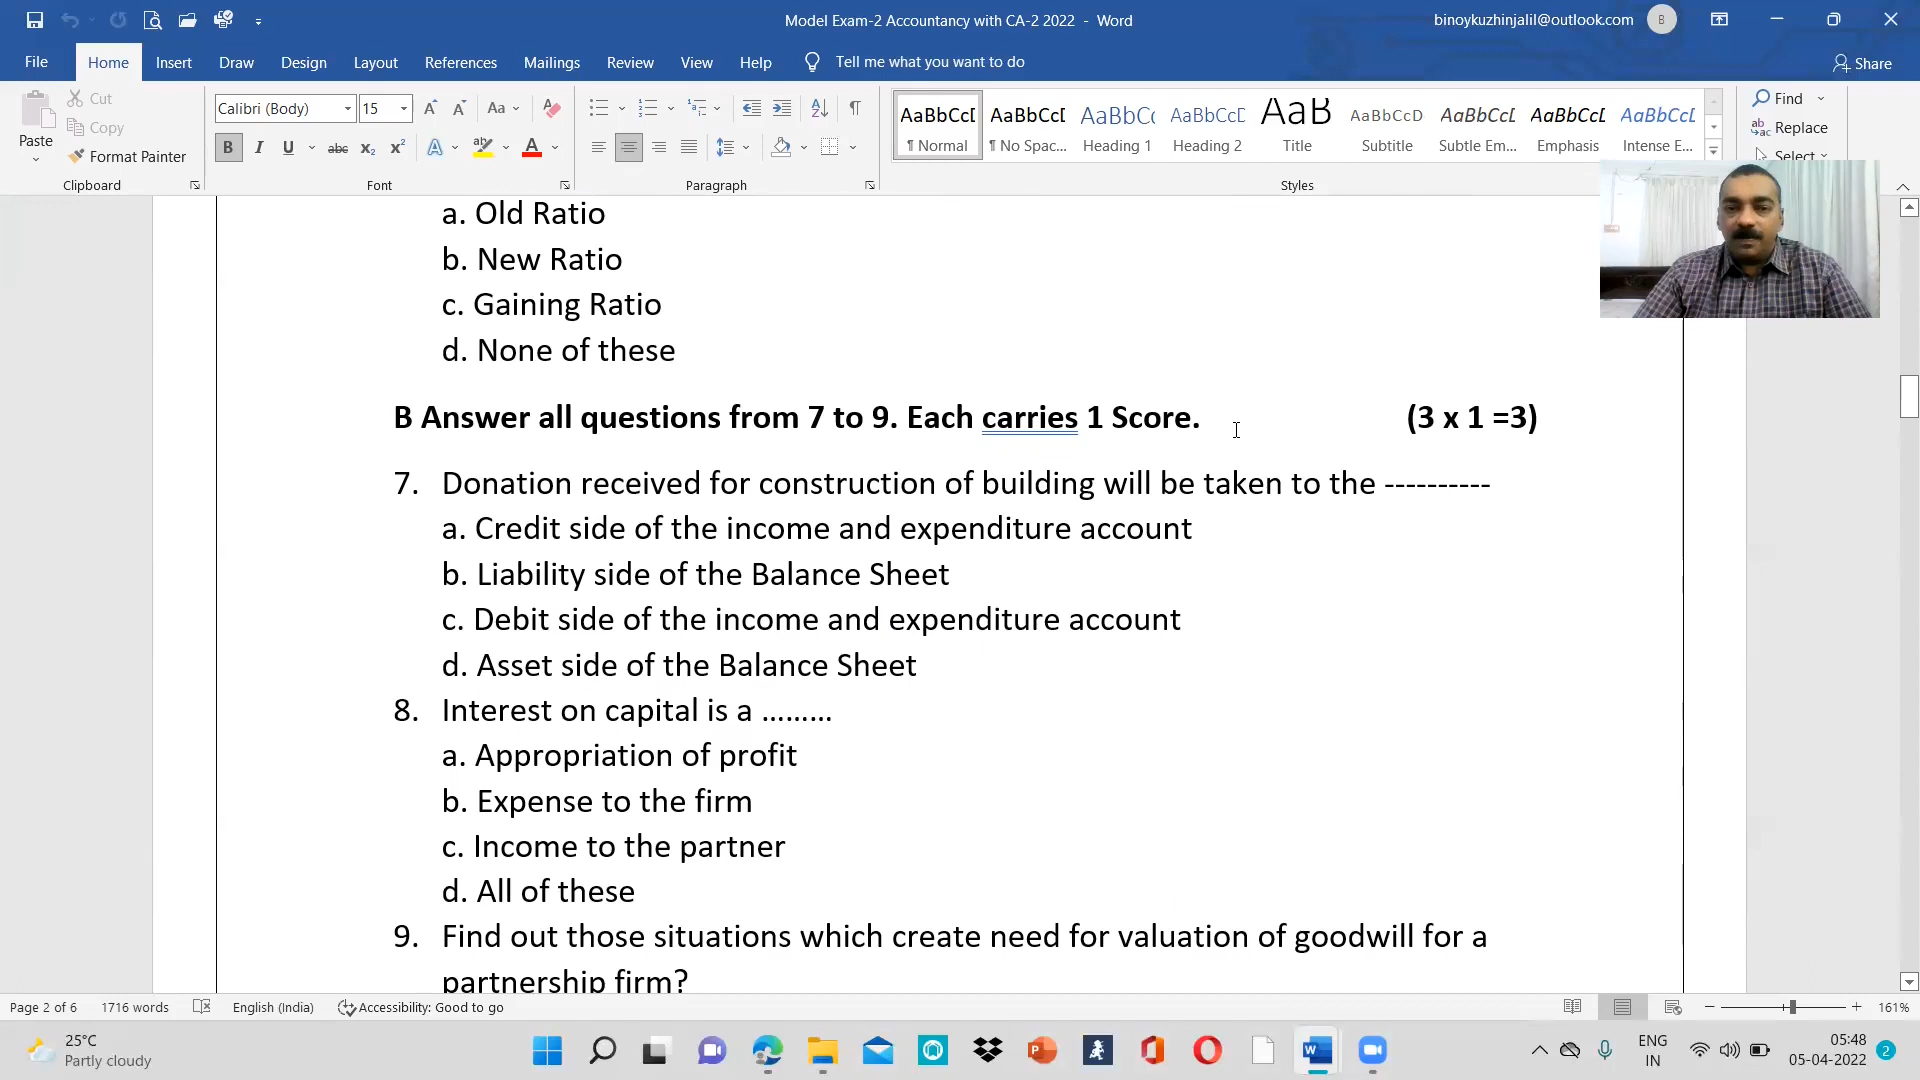 Model Exam-2 Accountancy with CA-2 2022 - Word
binoykuzhinjalil@outlook.com
B
File
Home
Insert
Draw
Design
Layout
References
Mailings
Review
View
Help
Tell me what you want to do
Share
Paste
Cut
Copy
Format Painter
Clipboard
Calibri (Body)
15
Font
Paragraph
AaBbCcI
¶ Normal
AaBbCcI
¶ No Spac...
AaBbCc
Heading 1
AaBbCcL
Heading 2
AaB
Title
AaBbCcD
Subtitle
AaBbCcL
Subtle Em...
AaBbCcL
Emphasis
AaBbCcL
Intense E...
Styles
Find
Replace
Select
a. Old Ratio
b. New Ratio
c. Gaining Ratio
d. None of these
B Answer all questions from 7 to 9. Each carries 1 Score. (3 x 1 =3)
7. Donation received for construction of building will be taken to the ----------
a. Credit side of the income and expenditure account
b. Liability side of the Balance Sheet
c. Debit side of the income and expenditure account
d. Asset side of the Balance Sheet
8. Interest on capital is a .........
a. Appropriation of profit
b. Expense to the firm
c. Income to the partner
d. All of these
9. Find out those situations which create need for valuation of goodwill for a
partnership firm?
Page 2 of 6
1716 words
English (India)
Accessibility: Good to go
161%
25°C
Partly cloudy
ENG
IN
05:48
05-04-2022
2